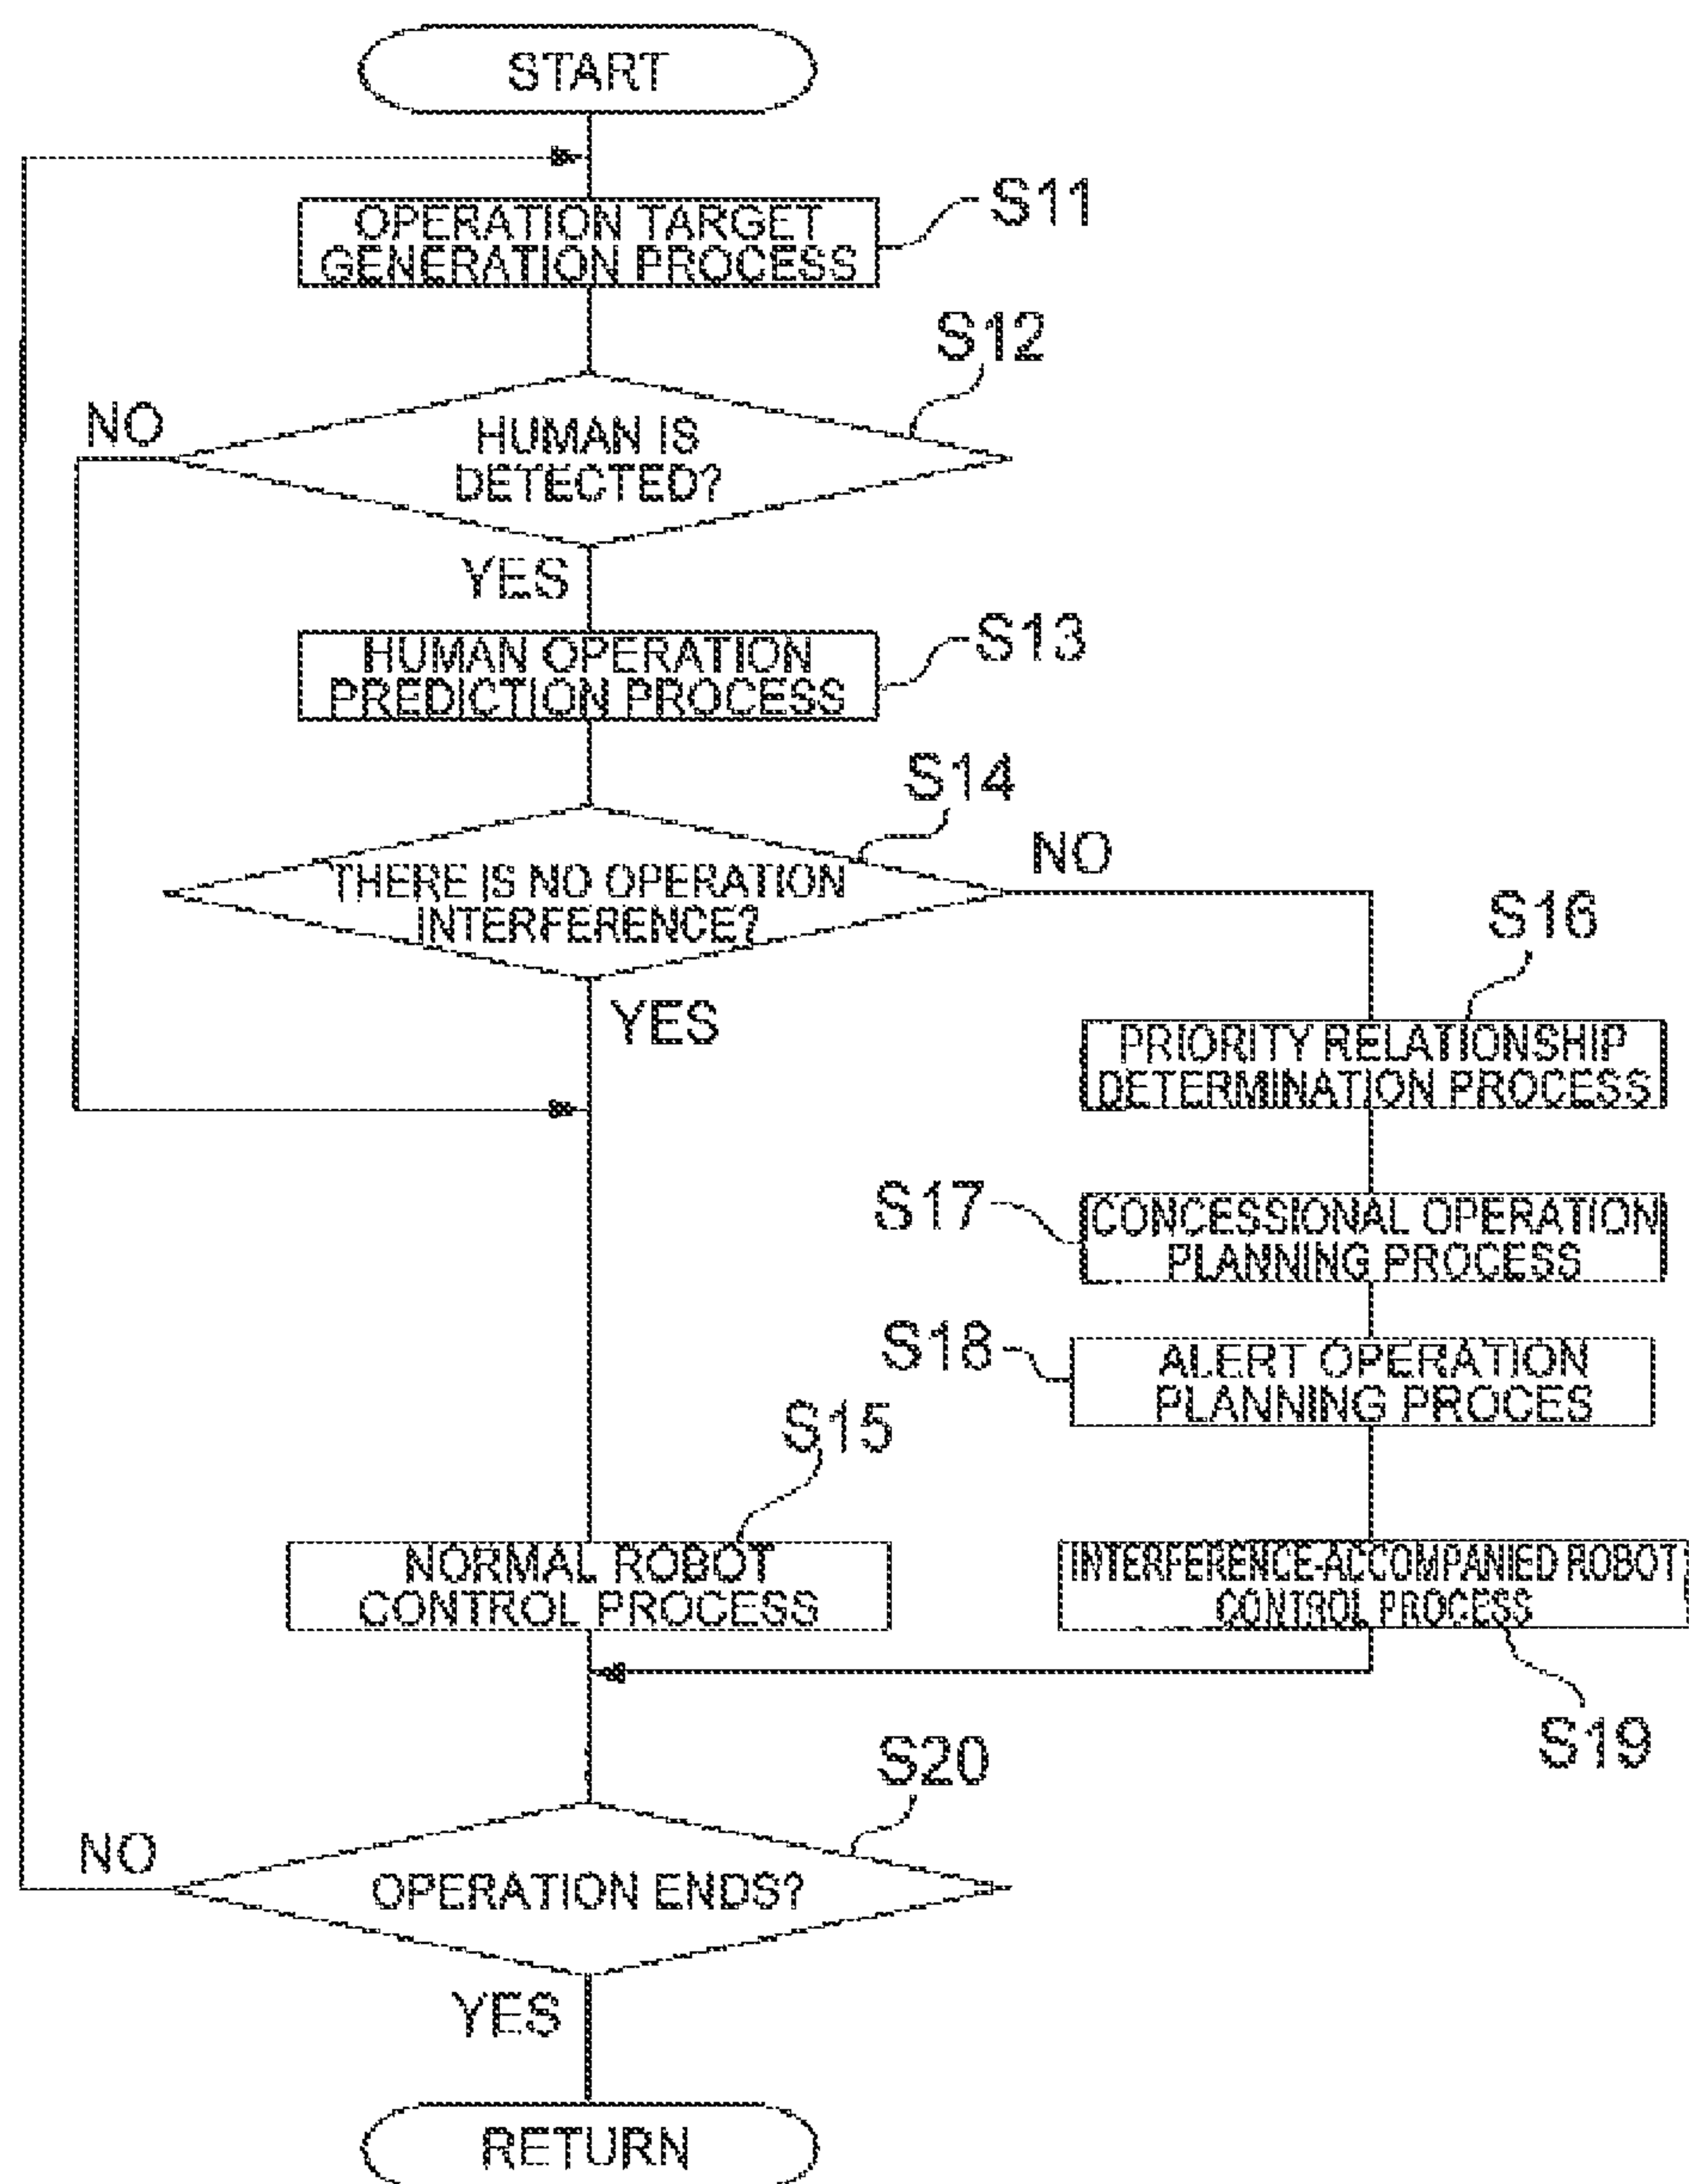 START
S11
OPERATION TARGET
GENERATION PROCESS
S12
NO
HUMAN IS
DETECTED?
YES
S13
HUMAN OPERATION
PREDICTION PROCESS
S14
NO
THERE IS NO OPERATION
INTERFERENCE?
YES
S16
PRIORITY RELATIONSHIP
DETERMINATION PROCESS
S17
CONCESSIONAL OPERATION
PLANNING PROCESS
S18
ALERT OPERATION
PLANNING PROCES
S15
NORMAL ROBOT
CONTROL PROCESS
INTERFERENCE-ACCOMPANIED ROBOT
CONTROL PROCESS
S19
S20
NO
OPERATION ENDS?
YES
RETURN